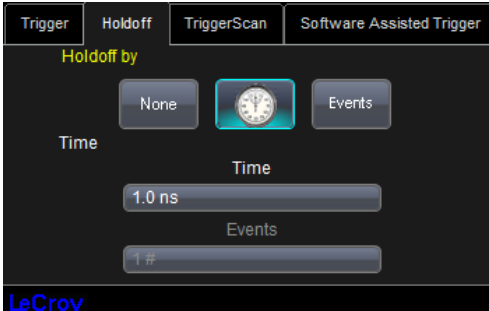 Trigger Holdoff TriggerScan Software Assisted Trigger
Holdoff by
None Events
Time
Time
1.0 ns
Events
1 #
LeCroy